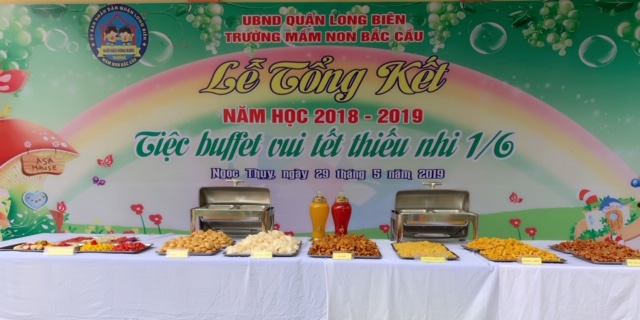 UBND QUẬN LONG BIÊN
TRƯỜNG MẦM NON BẮC CẦU
Lễ Tổng Kết
NĂM HỌC 2018 - 2019
Tiệc buffet vui tết thiếu nhi 1/6
Ngọc Thụy, ngày 29 tháng 5 năm 2019
ASA
HOUSE